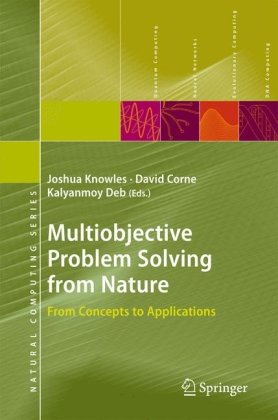 Quantum Computing
Neural Networks
Evolutionary Computing
DNA Computing
Joshua Knowles · David Corne
Kalyanmoy Deb (Eds.)
NATURAL COMPUTING SERIES
Multiobjective
Problem Solving
from Nature
From Concepts to Applications
Springer